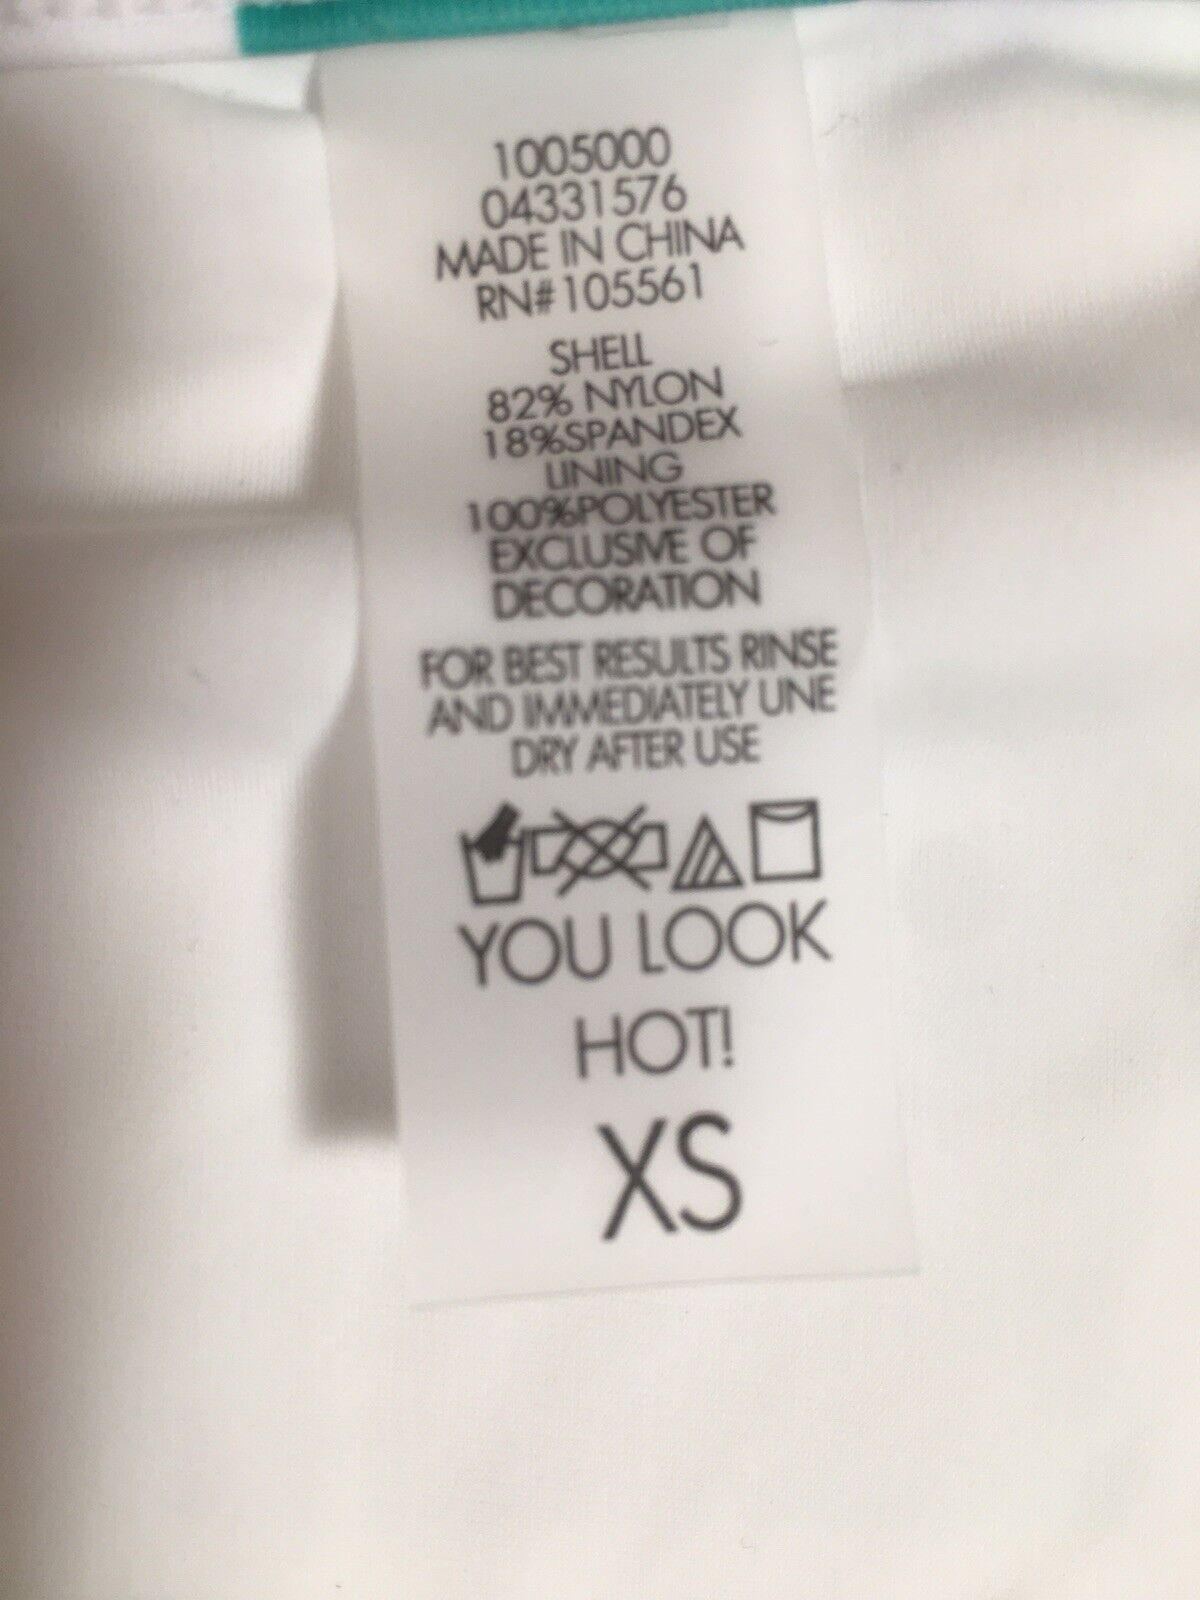 1005000
04331576
MADE IN CHINA
RN#105561
SHELL
82% NYLON
18%SPANDEX
LINING
100%POLYESTER
EXCLUSIVE OF
DECORATION
FOR BEST RESULTS RINSE
AND IMMEDIATELY LINE
DRY AFTER USE
YOU LOOK
HOT!
XS